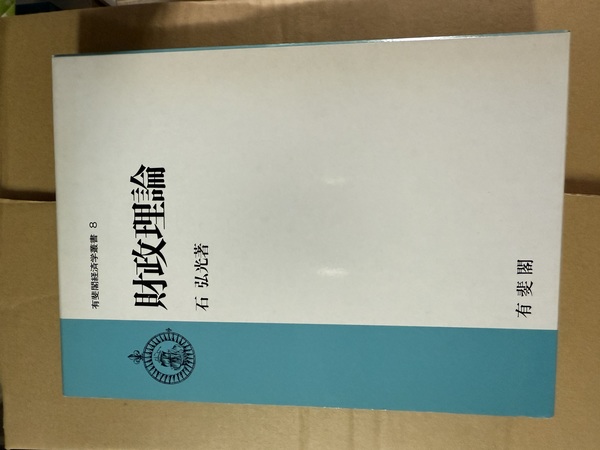 有斐閣経済学叢書 8
財政理論
石 弘光著
有斐閣